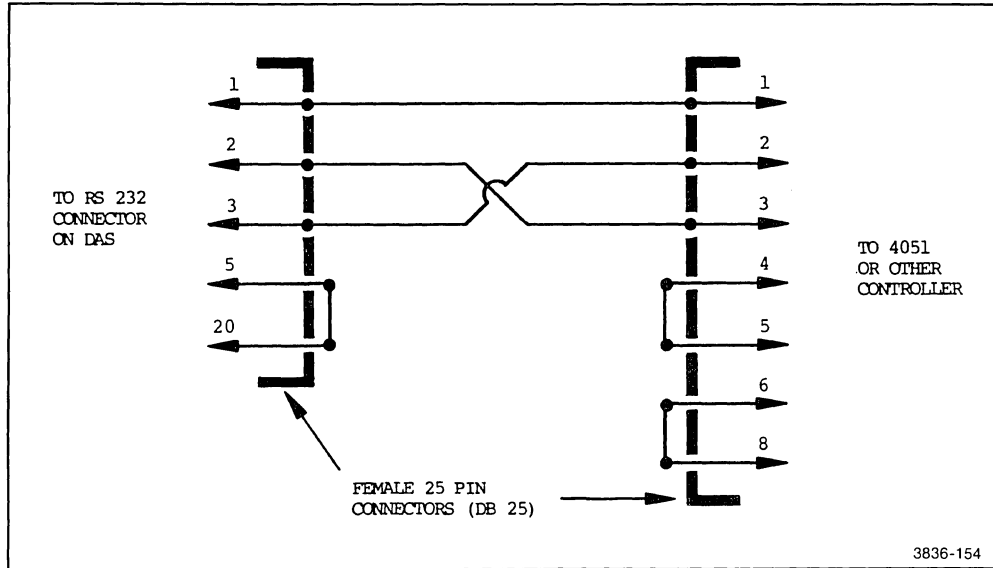 1
2
3
5
20
TO RS 232
CONNECTOR
ON DAS
1
2
3
4
5
6
8
TO 4051
OR OTHER
CONTROLLER
FEMALE 25 PIN
CONNECTORS (DB 25)
3836-154